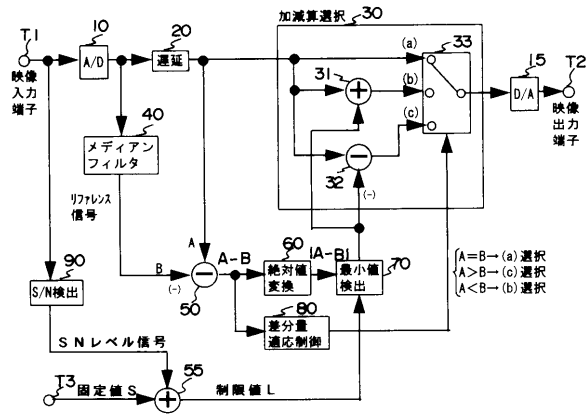 加減算選択 30
T1
10
20
A/D
遅延
映像
入力
端子
(a)
33
31
+
(b)
(c)
−
32
(-)
15
D/A
T2
映像
出力
端子
40
メディアン
フィルタ
リファレンス
信号
A
B
(-)
−
50
A-B
60
絶対値
変換
|A-B|
最小値
検出
70
A=B→(a)選択
A>B→(c)選択
A<B→(b)選択
90
S/N検出
80
差分量
適応制御
SNレベル信号
T3
固定値S
+
55
制限値L